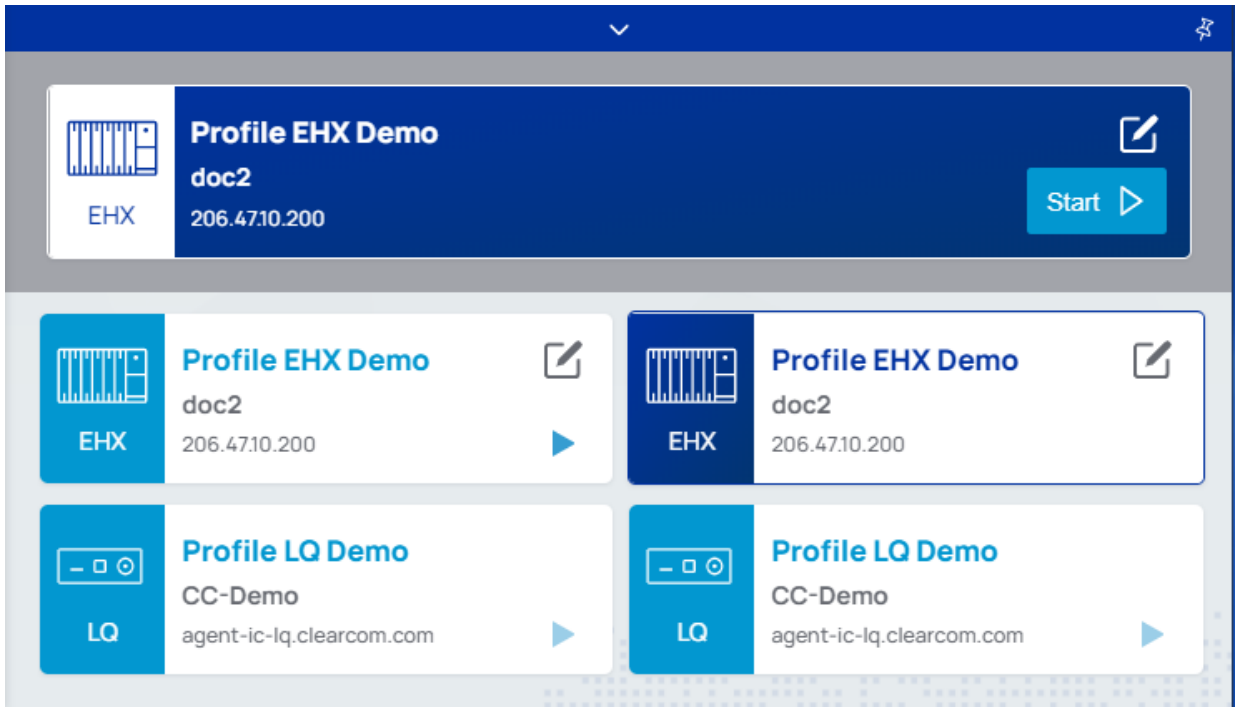 Profile EHX Demo
doc2
EHX
206.47.10.200
Start
Profile EHX Demo
doc2
EHX
206.47.10.200
Profile EHX Demo
doc2
EHX
206.47.10.200
Profile LQ Demo
CC-Demo
LQ
agent-ic-lq.clearcom.com
Profile LQ Demo
CC-Demo
LQ
agent-ic-lq.clearcom.com